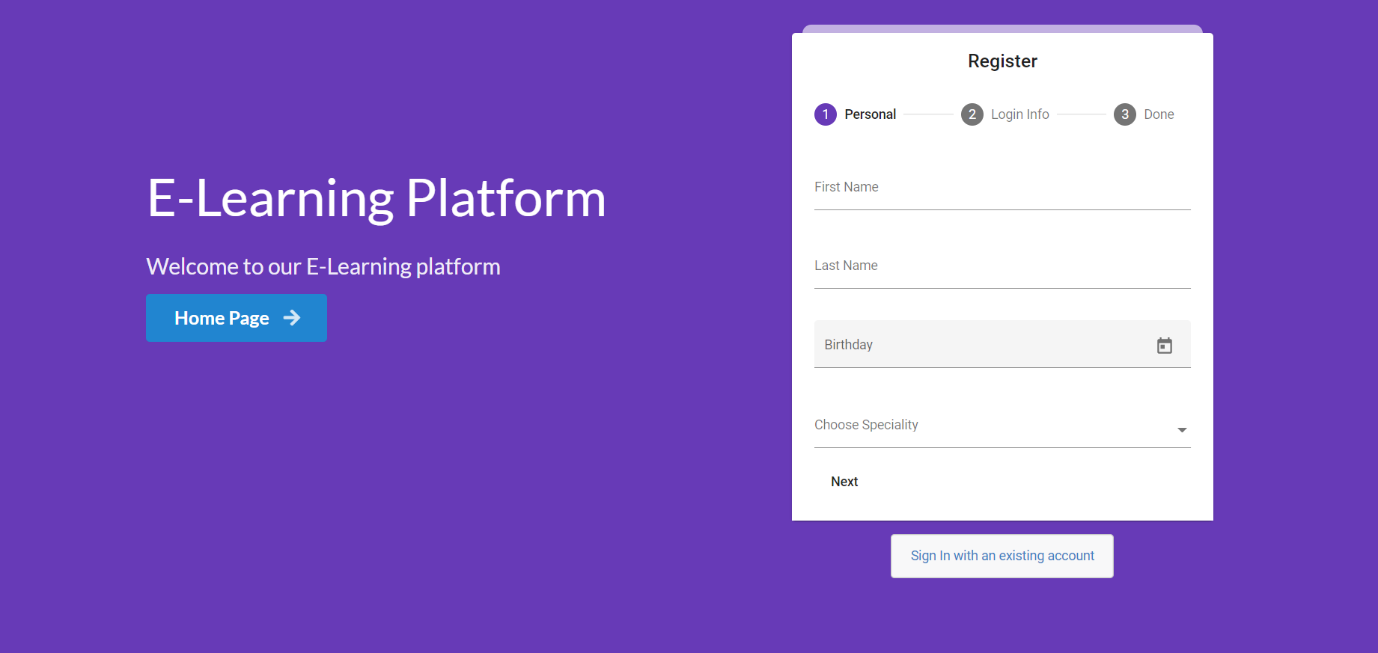 E-Learning Platform
Welcome to our E-Learning platform
Home Page
Register
1 Personal 2 Login Info 3 Done
First Name
Last Name
Birthday
Choose Speciality
Next
Sign In with an existing account